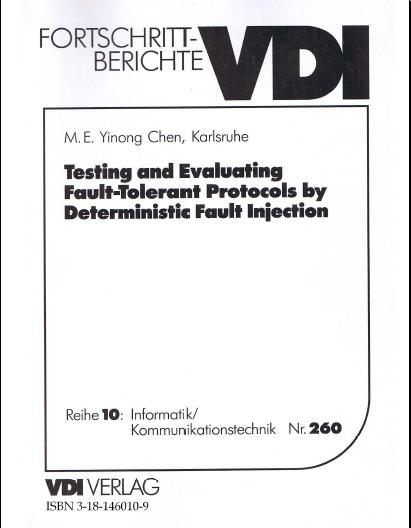 FORTSCHRITT-
BERICHTE VDI
M.E. Yinong Chen, Karlsruhe
Testing and Evaluating
Fault-Tolerant Protocols by
Deterministic Fault Injection
Reihe 10: Informatik/
Kommunikationstechnik Nr. 260
VDI VERLAG
ISBN 3-18-146010-9